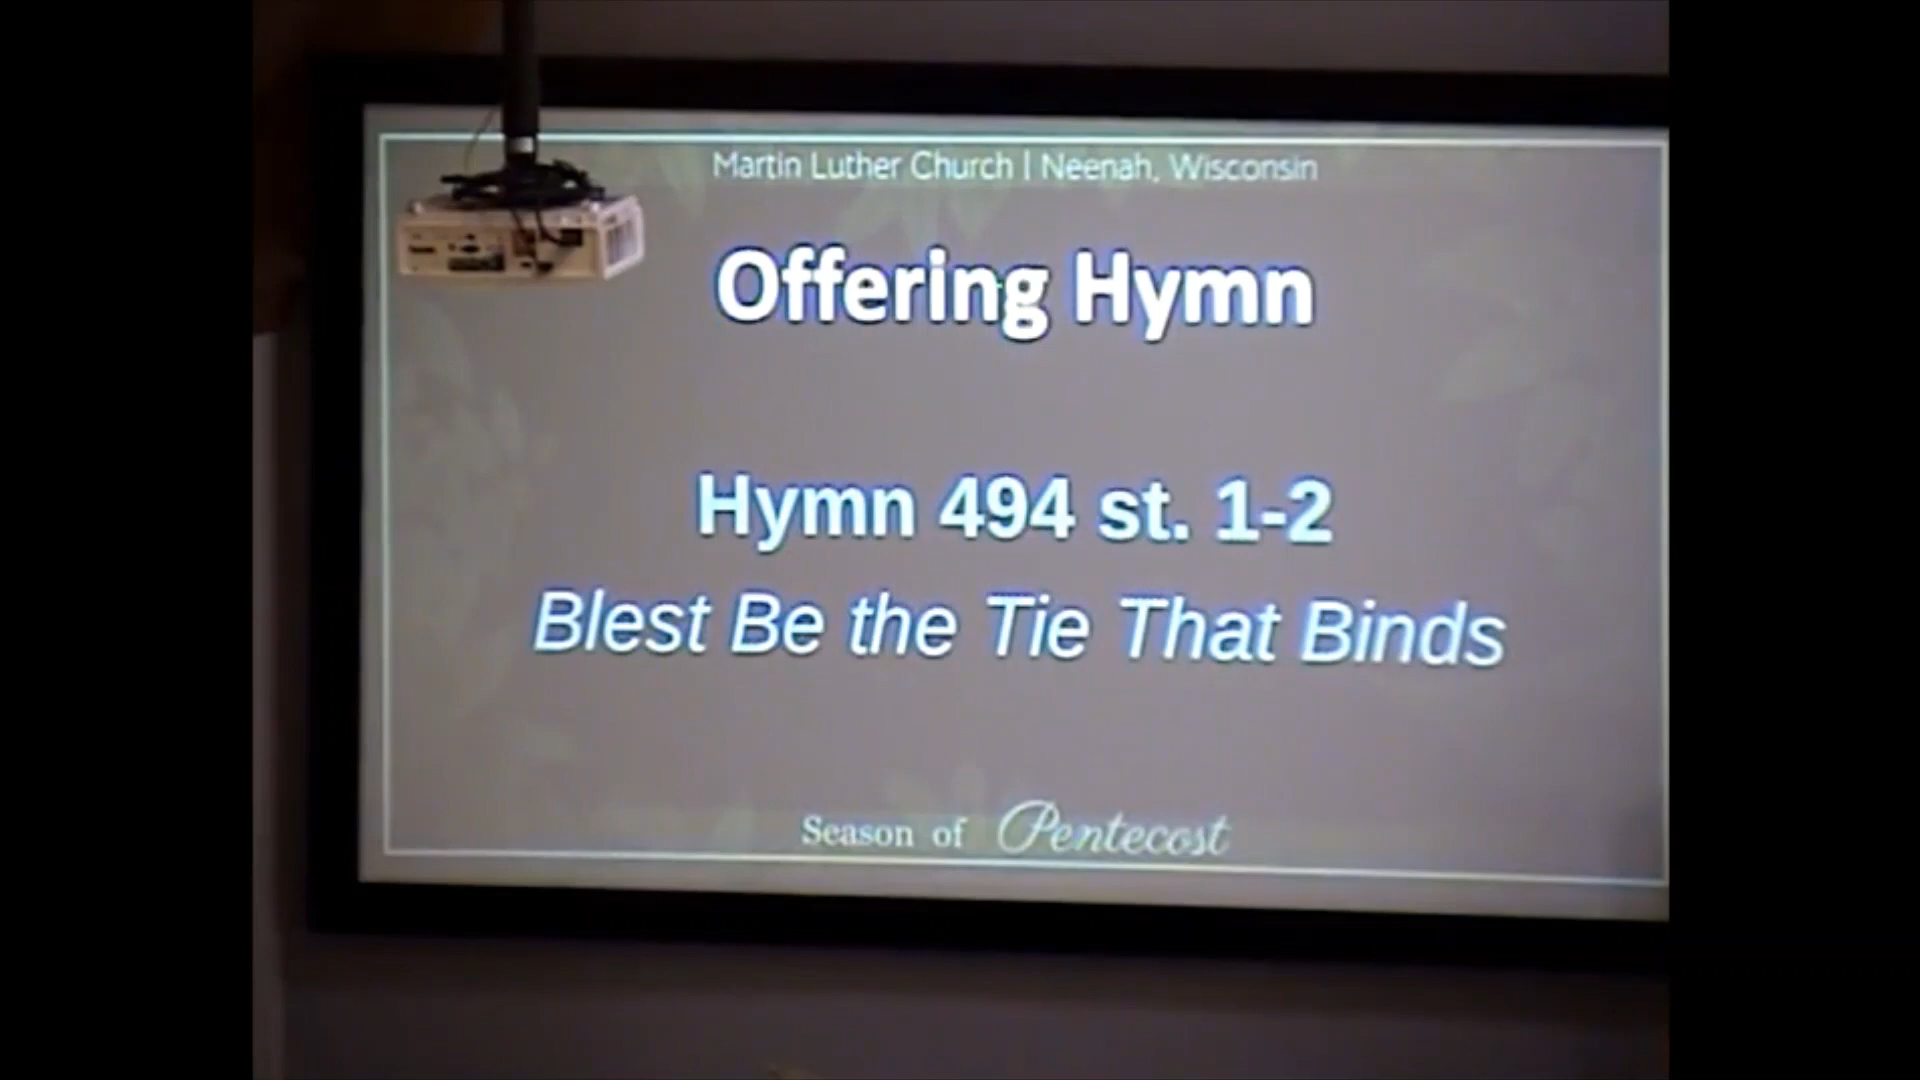 Martin Luther Church | Neenah, Wisconsin
Offering Hymn
Hymn 494 st. 1-2
Blest Be the Tie That Binds
Season of Pentecost